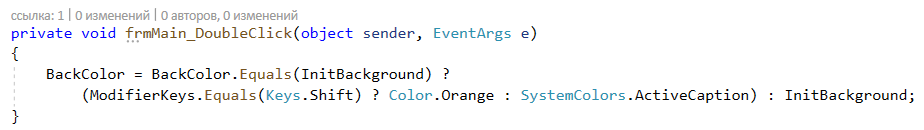 ссылка: 1 | 0 изменений | 0 авторов, 0 изменений
private void frmMain_DoubleClick(object sender, EventArgs e)
{
    BackColor = BackColor.Equals(InitBackground) ?
        (ModifierKeys.Equals(Keys.Shift) ? Color.Orange : SystemColors.ActiveCaption) : InitBackground;
}